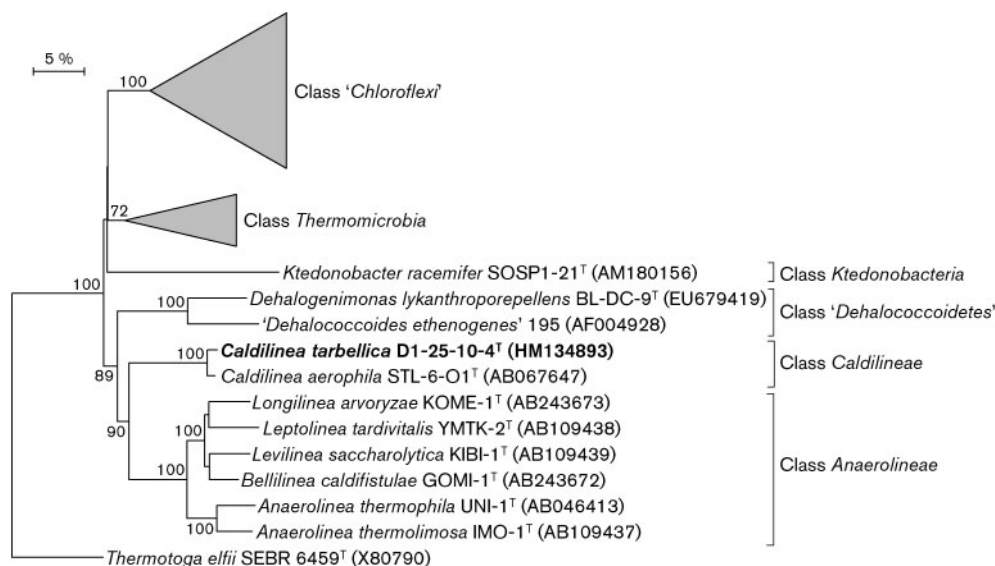 5 %
100
Class ‘Chloroflexi’
72
Class Thermomicrobia
Ktedonobacter racemifer SOSP1-21ᵀ (AM180156)
Class Ktedonobacteria
100
Dehalogenimonas lykanthroporepellens BL-DC-9ᵀ (EU679419)
100
‘Dehalococcoides ethenogenes’ 195 (AF004928)
Class ‘Dehalococcoidetes’
Caldilinea tarbellica D1-25-10-4ᵀ (HM134893)
100
Caldilinea aerophila STL-6-O1ᵀ (AB067647)
Class Caldilineae
89
Longilinea arvoryzae KOME-1ᵀ (AB243673)
90
100
Leptolinea tardivitalis YMTK-2ᵀ (AB109438)
Levilinea saccharolytica KIBI-1ᵀ (AB109439)
100
Bellilinea caldifistulae GOMI-1ᵀ (AB243672)
Class Anaerolineae
Anaerolinea thermophila UNI-1ᵀ (AB046413)
100
Anaerolinea thermolimosa IMO-1ᵀ (AB109437)
Thermotoga elfii SEBR 6459ᵀ (X80790)